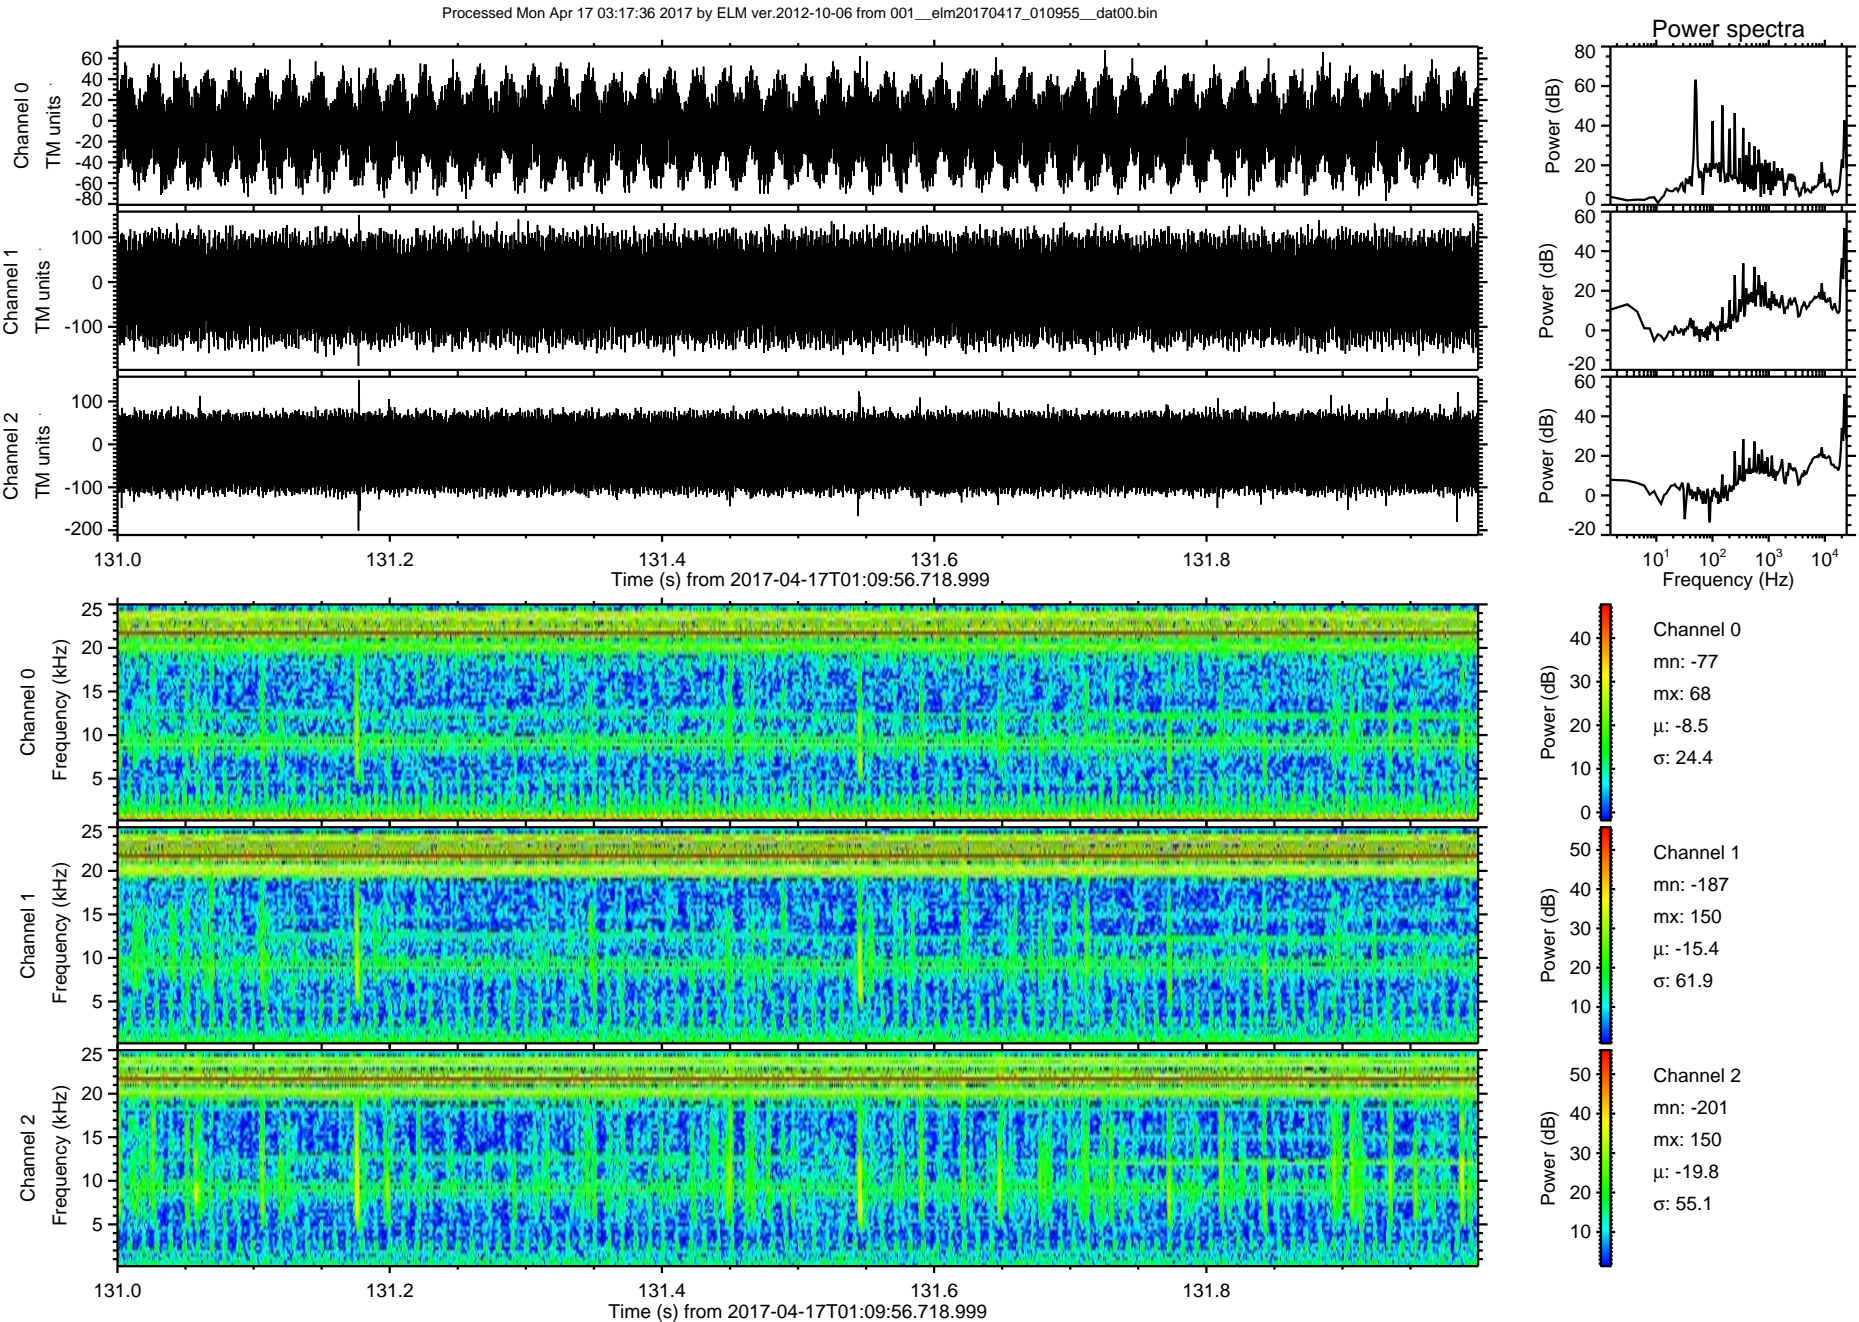 Processed Mon Apr 17 03:17:36 2017 by ELM ver.2012-10-06 from 001__elm20170417_010955__dat00.bin
Power spectra
Channel 0
TM units
60
40
20
0
-20
-40
-60
-80
Power (dB)
80
60
40
20
0
Channel 1
TM units
100
0
-100
Power (dB)
60
40
20
0
-20
Channel 2
TM units
100
0
-100
-200
Power (dB)
60
40
20
0
-20
131.0 131.2 131.4 131.6 131.8
Time (s) from 2017-04-17T01:09:56.718.999
10¹ 10² 10³ 10⁴
Frequency (Hz)
Channel 0
Frequency (kHz)
25
20
15
10
5
Power (dB)
40
30
20
10
0
Channel 0
mn: -77
mx: 68
μ: -8.5
σ: 24.4
Channel 1
Frequency (kHz)
25
20
15
10
5
Power (dB)
50
40
30
20
10
Channel 1
mn: -187
mx: 150
μ: -15.4
σ: 61.9
Channel 2
Frequency (kHz)
25
20
15
10
5
Power (dB)
50
40
30
20
10
Channel 2
mn: -201
mx: 150
μ: -19.8
σ: 55.1
131.0 131.2 131.4 131.6 131.8
Time (s) from 2017-04-17T01:09:56.718.999